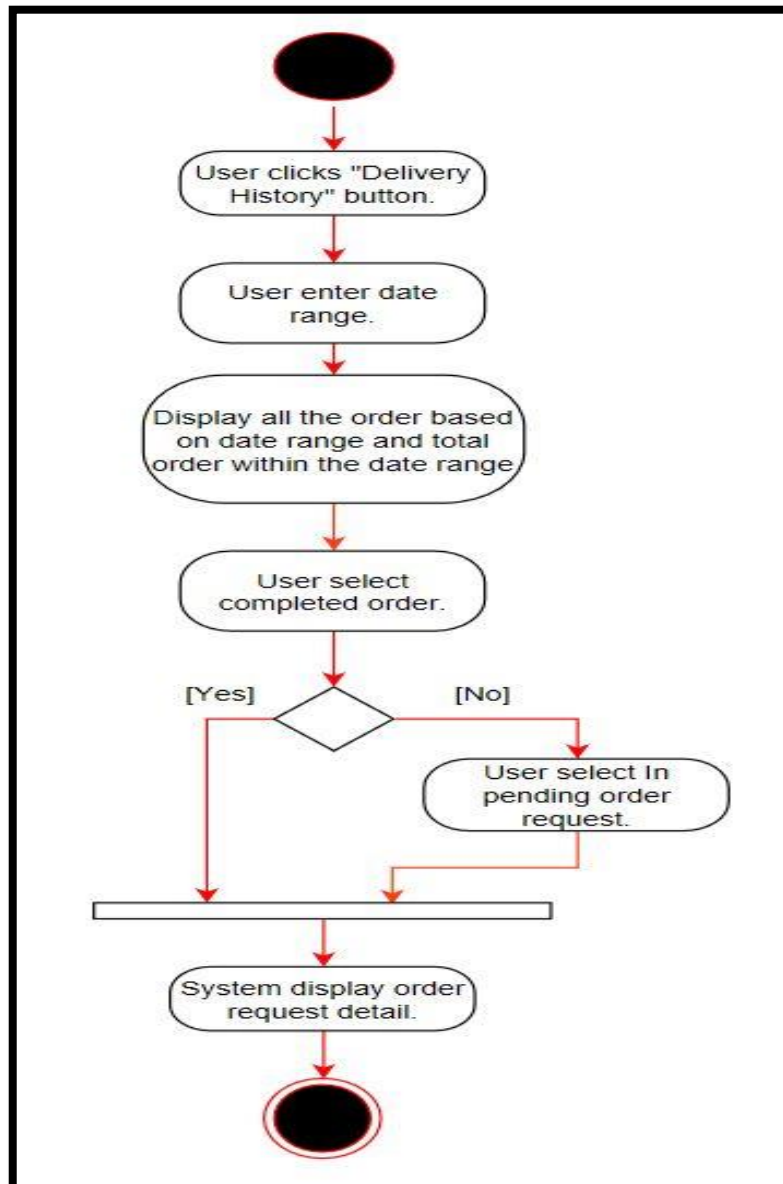 User clicks "Delivery
History" button.
User enter date
range.
Display all the order based
on date range and total
order within the date range
User select
completed order.
[Yes]
[No]
User select In
pending order
request.
System display order
request detail.